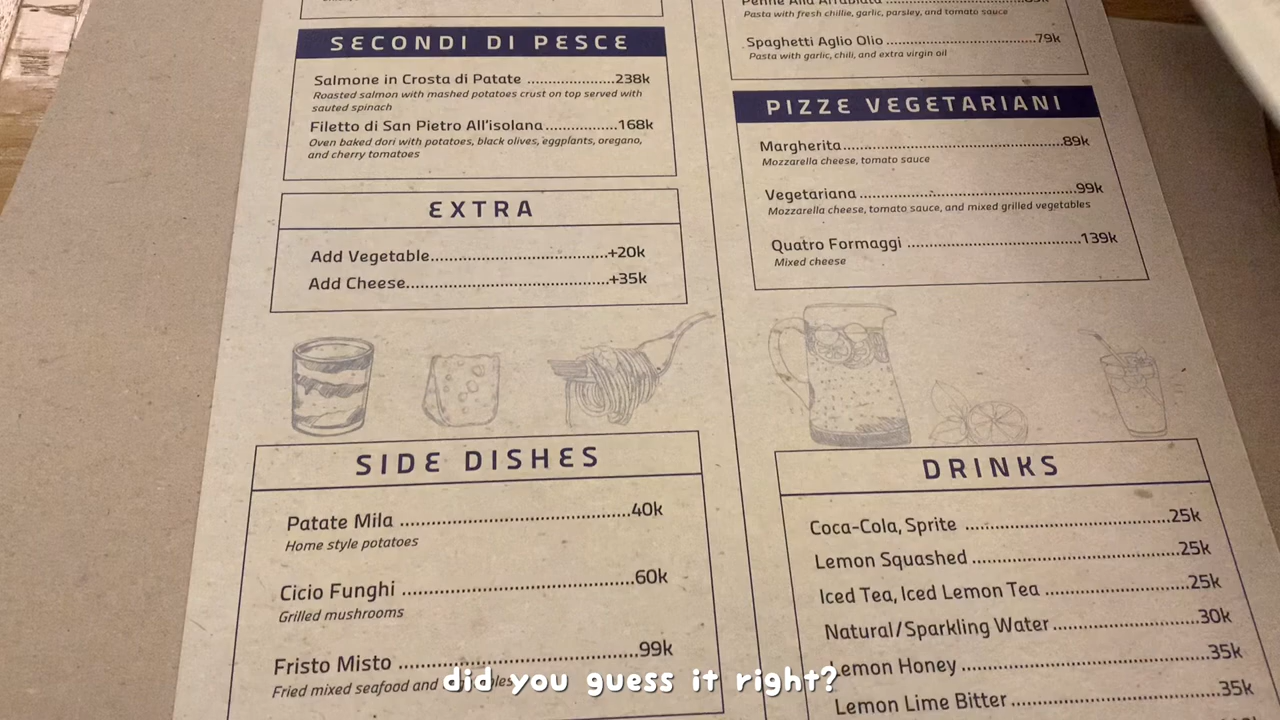 SECONDI DI PESCE
Salmone in Crosta di Patate ....................238k
Roasted salmon with mashed potatoes crust on top served with
sauted spinach
Filetto di San Pietro All'isolana.................168k
Oven baked dori with potatoes, black olives, eggplants, oregano,
and cherry tomatoes
EXTRA
Add Vegetable.......................................+20k
Add Cheese............................................+35k
SIDE DISHES
Patate Mila ..............................................40k
Home style potatoes
Cicio Funghi ..............................................60k
Grilled mushrooms
Fristo Misto ..............................................99k
Fried mixed seafood and
Pasta with fresh chillie, garlic, parsley, and tomato sauce
Spaghetti Aglio Olio ....................................79k
Pasta with garlic, chili, and extra virgin oil
PIZZE VEGETARIANI
Margherita..................................................89k
Mozzarella cheese, tomato sauce
Vegetariana ................................................99k
Mozzarella cheese, tomato sauce, and mixed grilled vegetables
Quatro Formaggi ........................................139k
Mixed cheese
DRINKS
Coca-Cola, Sprite ........................................25k
Lemon Squashed ........................................25k
Iced Tea, Iced Lemon Tea ............................25k
Natural/Sparkling Water.............................30k
Lemon Honey ..............................................35k
Lemon Lime Bitter .......................................35k
did you guess it right?